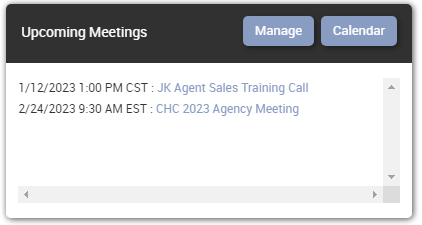 Upcoming Meetings
Manage
Calendar
1/12/2023 1:00 PM CST : JK Agent Sales Training Call
2/24/2023 9:30 AM EST : CHC 2023 Agency Meeting